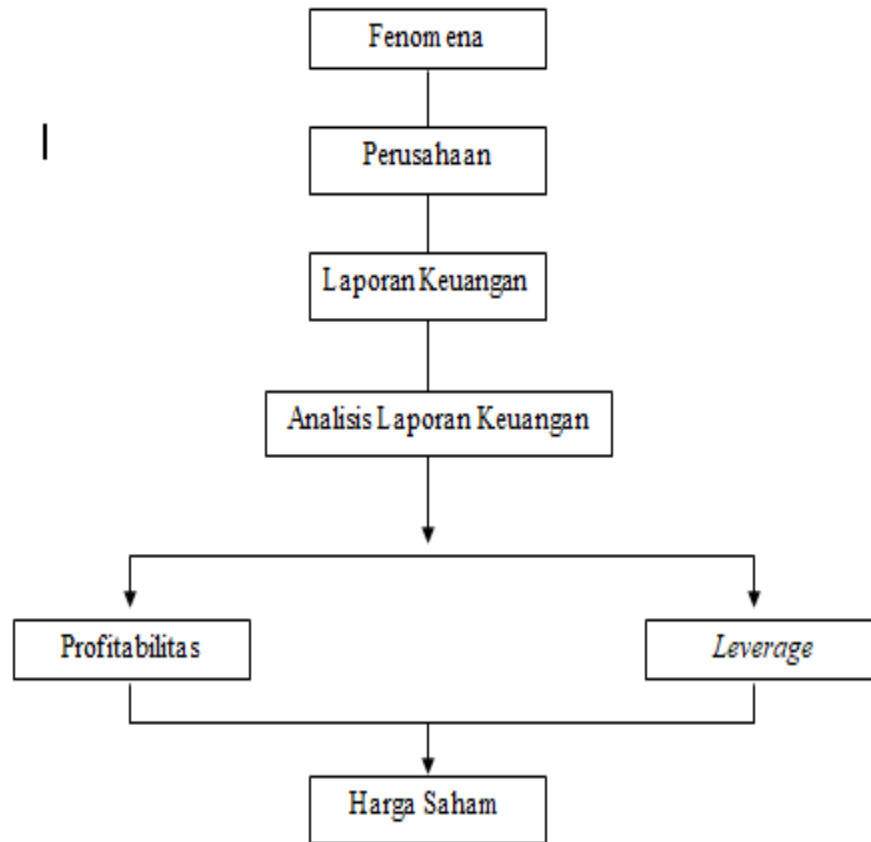 Fenomena
Perusahaan
Laporan Keuangan
Analisis Laporan Keuangan
Profitabilitas
Leverage
Harga Saham